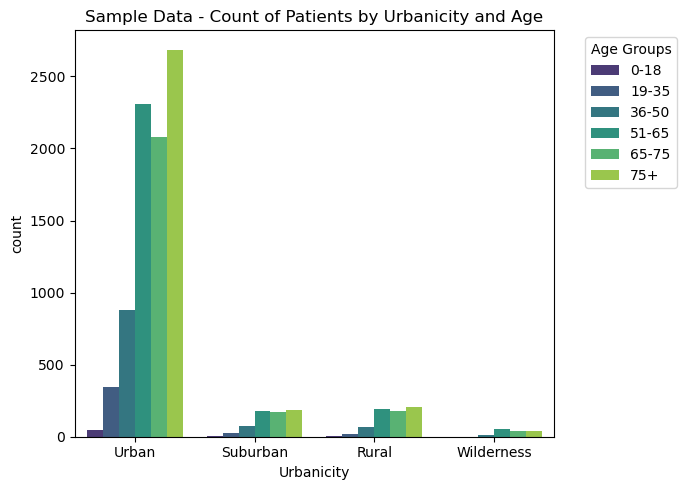 Sample Data - Count of Patients by Urbanicity and Age
Age Groups
0-18
19-35
36-50
51-65
65-75
75+
count
2500
2000
1500
1000
500
0
Urban
Suburban
Rural
Wilderness
Urbanicity